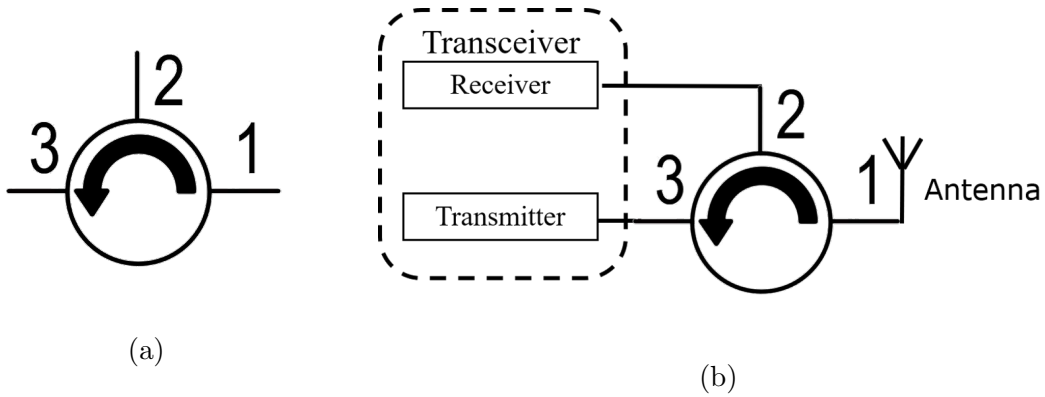 2
3
1
(a)
Transceiver
Receiver
Transmitter
2
3
1
Antenna
(b)